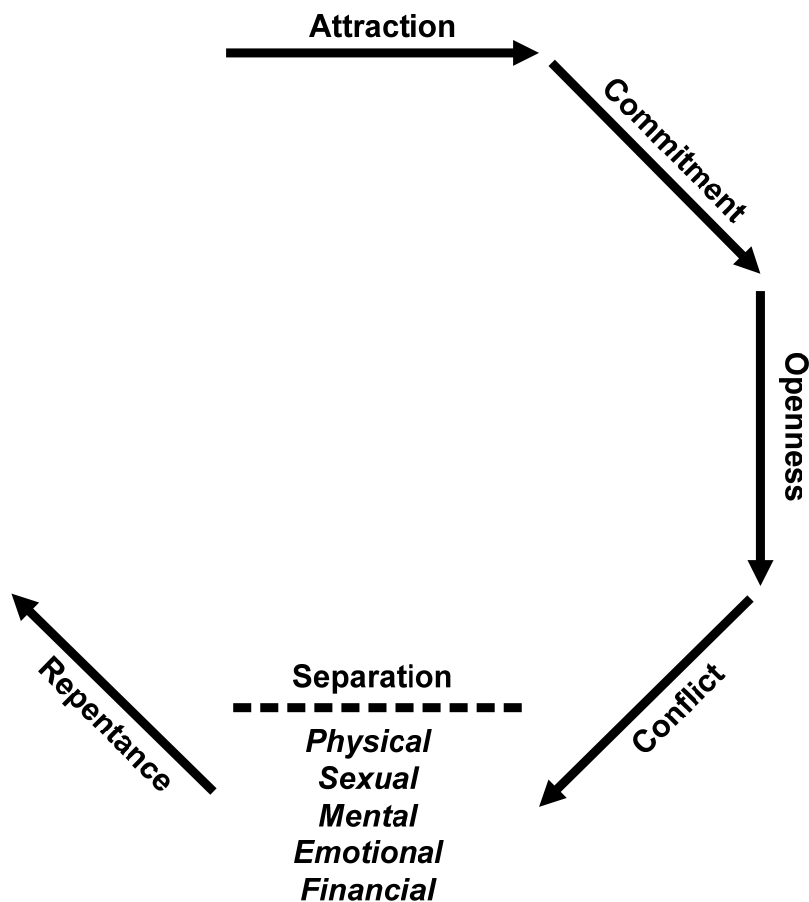 Attraction
Commitment
Openness
Conflict
Separation
Physical
Sexual
Mental
Emotional
Financial
Repentance